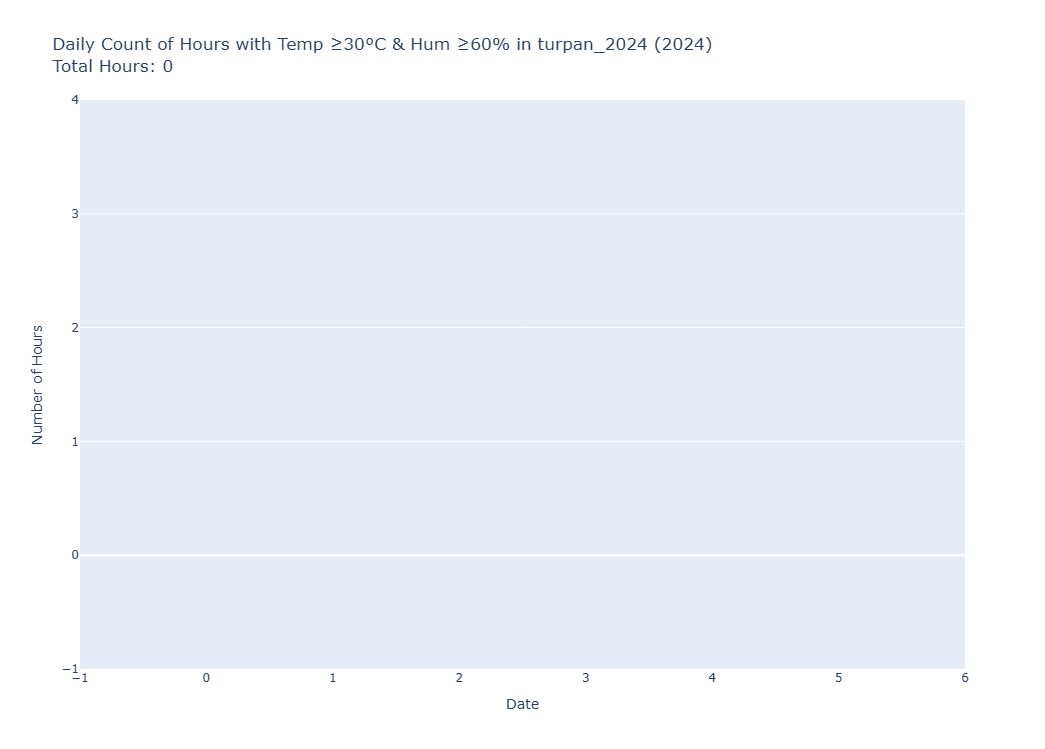 Daily Count of Hours with Temp ≥30°C & Hum ≥60% in turpan_2024 (2024)
Total Hours: 0
4
3
2
1
0
−1
Number of Hours
−1 0 1 2 3 4 5 6
Date